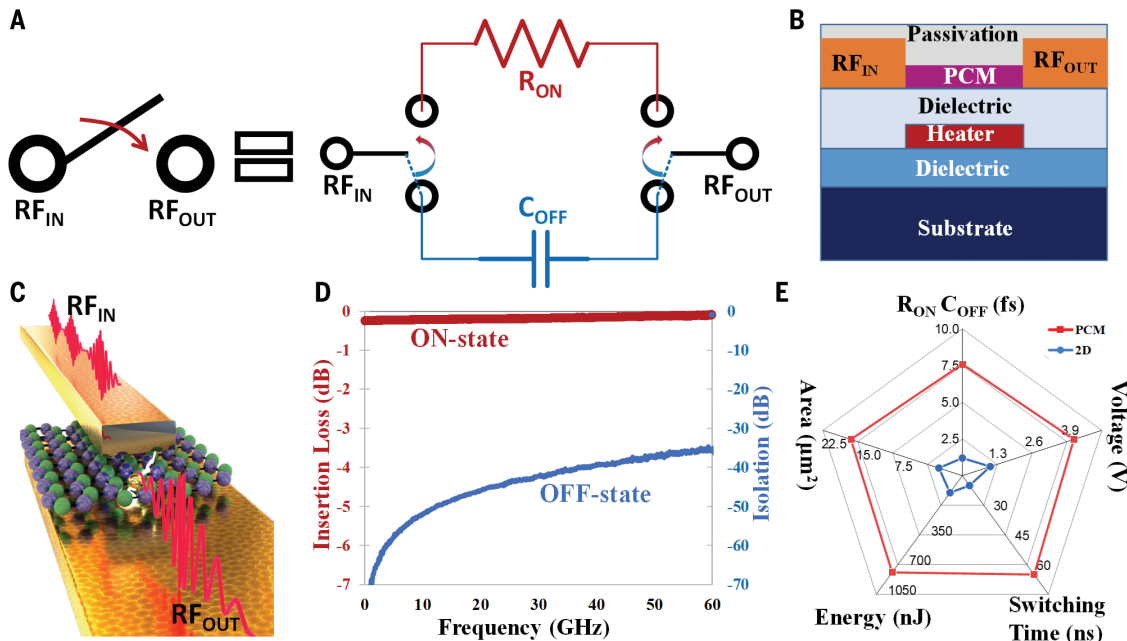 A
R_ON
RF_IN
RF_OUT
RF_IN
RF_OUT
C_OFF
B
Passivation
RF_IN
PCM
RF_OUT
Dielectric
Heater
Dielectric
Substrate
C
RF_IN
RF_OUT
D
Insertion Loss (dB)
0
-1
-2
-3
-4
-5
-6
-7
ON-state
OFF-state
0
-10
-20
-30
-40
-50
-60
-70
Isolation (dB)
0
10
20
30
40
50
60
Frequency (GHz)
E
R_ON C_OFF (fs)
10.0
7.5
5.0
2.5
PCM
2D
Voltage (V)
3.9
2.6
1.3
Switching
Time (ns)
30
45
60
Energy (nJ)
350
700
1050
Area (μm²)
22.5
15.0
7.5